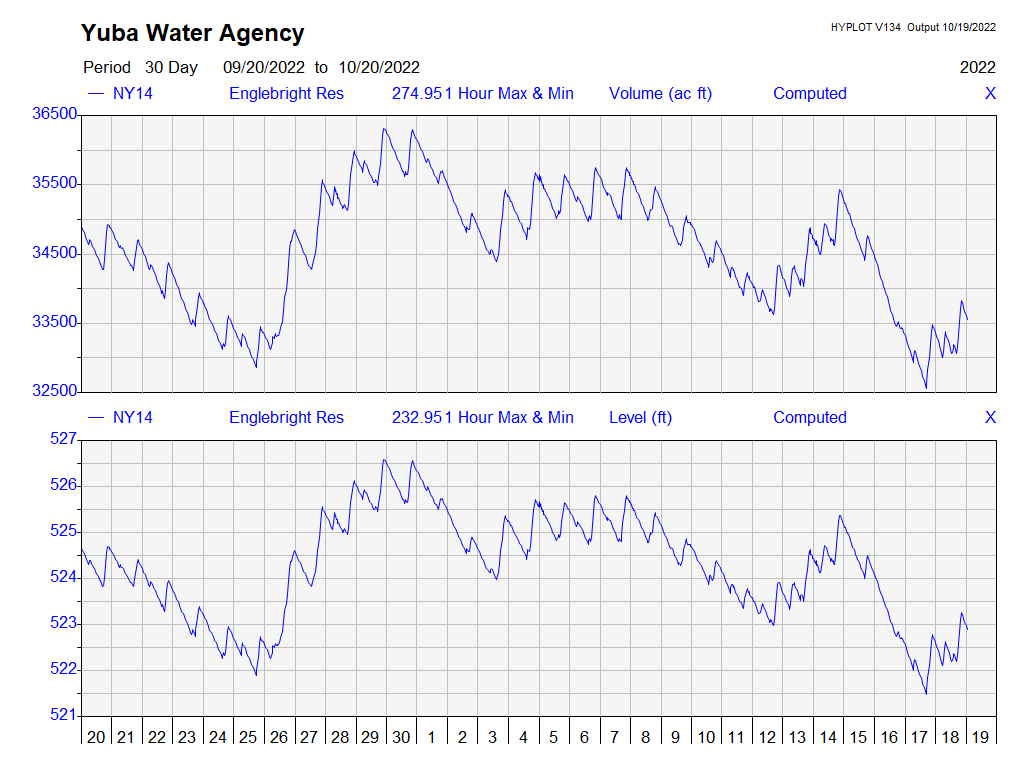 Yuba Water Agency
HYPLOT V134 Output 10/19/2022
Period 30 Day 09/20/2022 to 10/20/2022 2022
NY14 Englebright Res 274.951 Hour Max & Min Volume (ac ft) Computed X
36500
35500
34500
33500
32500
NY14 Englebright Res 232.951 Hour Max & Min Level (ft) Computed X
527
526
525
524
523
522
521
20 21 22 23 24 25 26 27 28 29 30 1 2 3 4 5 6 7 8 9 10 11 12 13 14 15 16 17 18 19